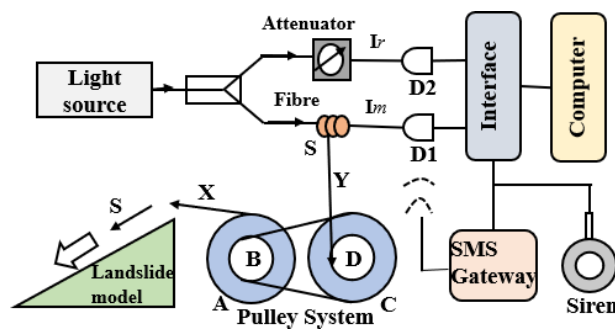 Attenuator
Ir
D2
Light
source
Fibre
Im
S
D1
Interface
Computer
Y
X
S
Landslide
model
B
D
A
C
Pulley System
SMS
Gateway
Siren